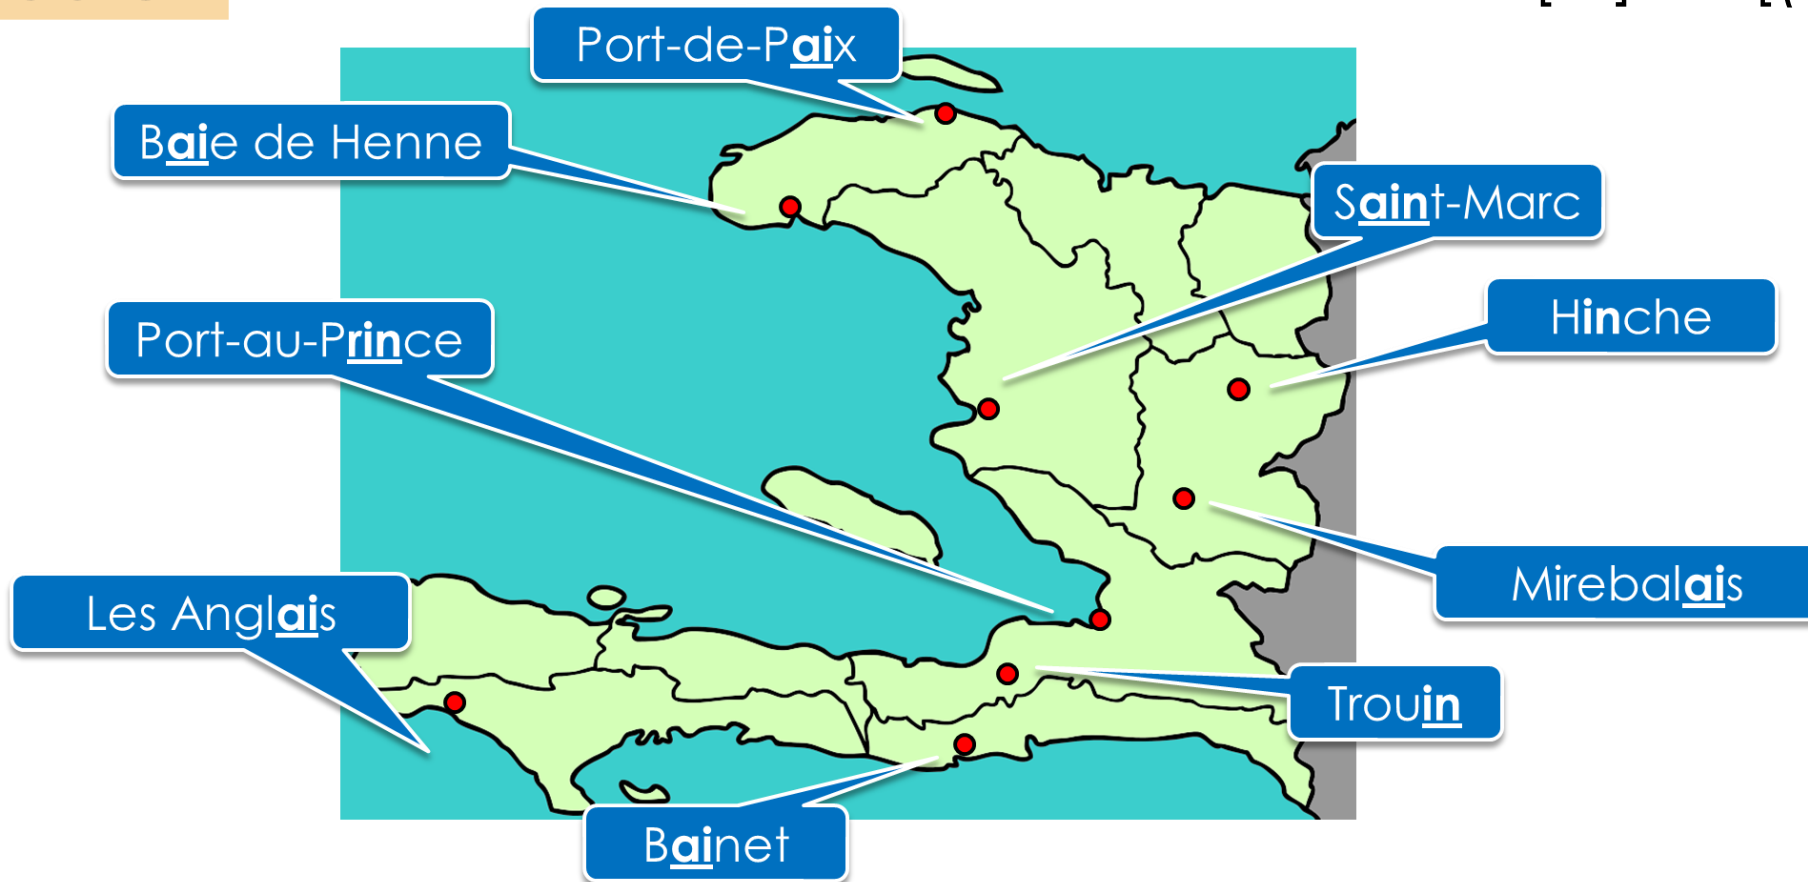 Port-de-Paix
Baie de Henne
Saint-Marc
Hinche
Port-au-Prince
Mirebalais
Les Anglais
Trouin
Bainet